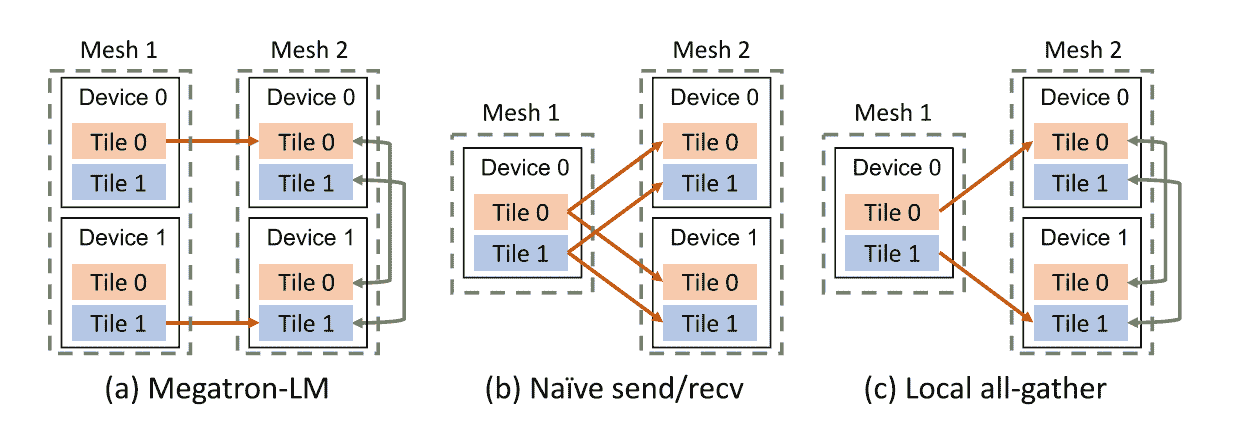 Mesh 1
Device 0
Tile 0
Tile 1
Device 1
Tile 0
Tile 1
Mesh 2
Device 0
Tile 0
Tile 1
Device 1
Tile 0
Tile 1
(a) Megatron-LM
Mesh 1
Device 0
Tile 0
Tile 1
Mesh 2
Device 0
Tile 0
Tile 1
Device 1
Tile 0
Tile 1
(b) Naïve send/recv
Mesh 1
Device 0
Tile 0
Tile 1
Mesh 2
Device 0
Tile 0
Tile 1
Device 1
Tile 0
Tile 1
(c) Local all-gather